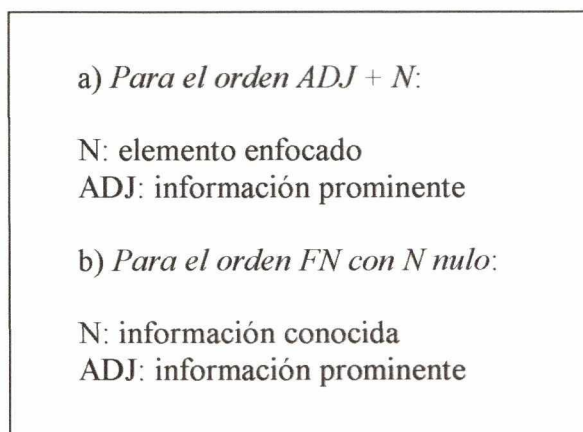 a) Para el orden ADJ + N:
N: elemento enfocado
ADJ: información prominente
b) Para el orden FN con N nulo:
N: información conocida
ADJ: información prominente